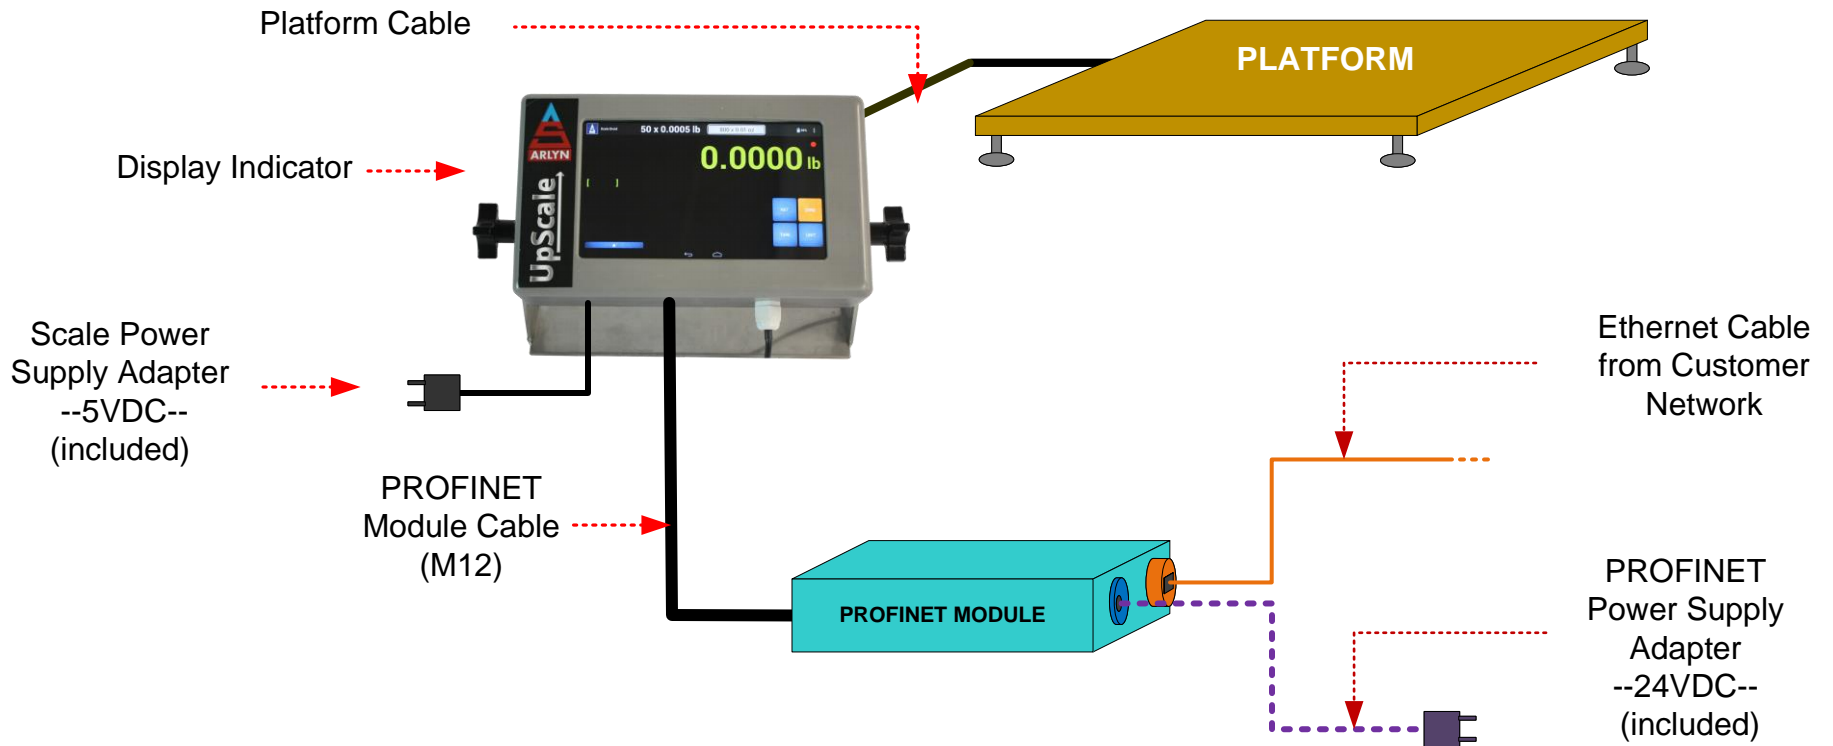 Platform Cable
PLATFORM
Display Indicator
ARLYN
UpScale
50 x 0.0005 lb
0.0000 lb
[ ]
Scale Power
Supply Adapter
--5VDC--
(included)
PROFINET
Module Cable
(M12)
PROFINET MODULE
Ethernet Cable
from Customer
Network
PROFINET
Power Supply
Adapter
--24VDC--
(included)